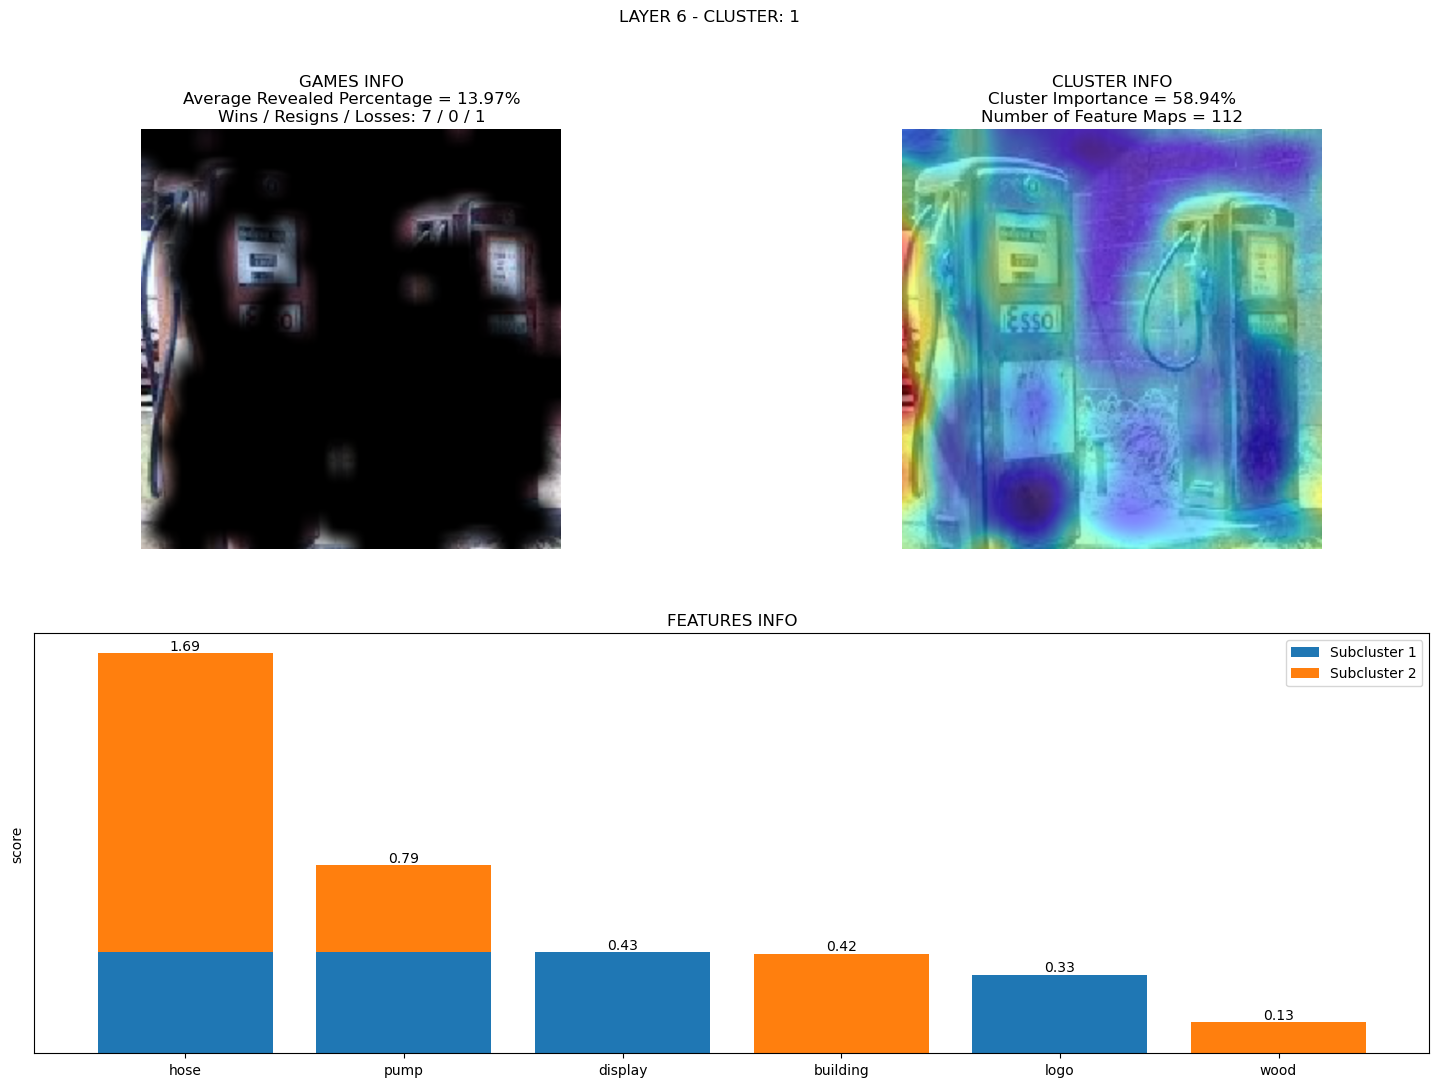 LAYER 6 - CLUSTER: 1
GAMES INFO
Average Revealed Percentage = 13.97%
Wins / Resigns / Losses: 7 / 0 / 1
CLUSTER INFO
Cluster Importance = 58.94%
Number of Feature Maps = 112
ESSO
FEATURES INFO
score
1.69
0.79
0.43
0.42
0.33
0.13
Subcluster 1
Subcluster 2
hose
pump
display
building
logo
wood